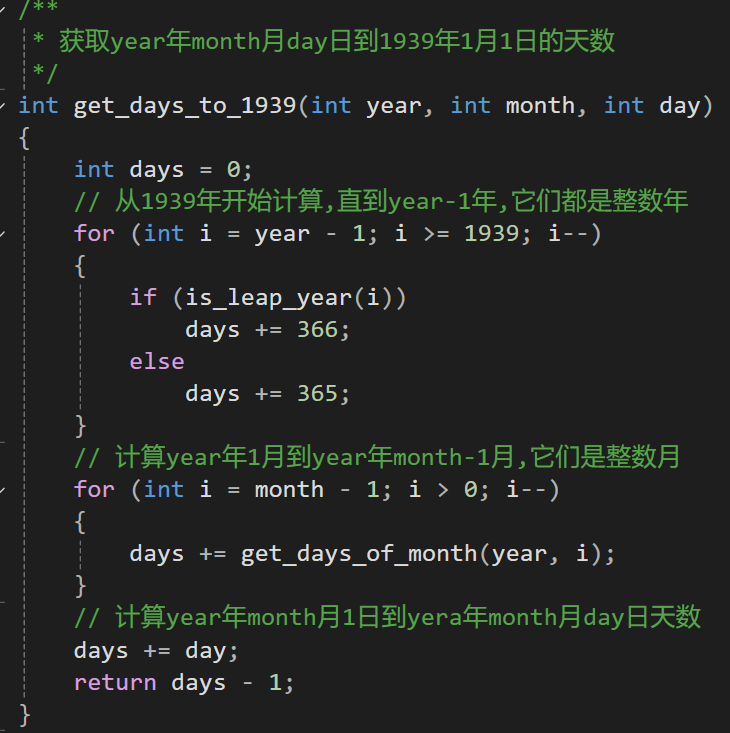 /**
 * 获取year年month月day日到1939年1月1日的天数
 */
int get_days_to_1939(int year, int month, int day)
{
    int days = 0;
    // 从1939年开始计算,直到year-1年,它们都是整数年
    for (int i = year - 1; i >= 1939; i--)
    {
        if (is_leap_year(i))
            days += 366;
        else
            days += 365;
    }
    // 计算year年1月到year年month-1月,它们是整数月
    for (int i = month - 1; i > 0; i--)
    {
        days += get_days_of_month(year, i);
    }
    // 计算year年month月1日到yera年month月day日天数
    days += day;
    return days - 1;
}